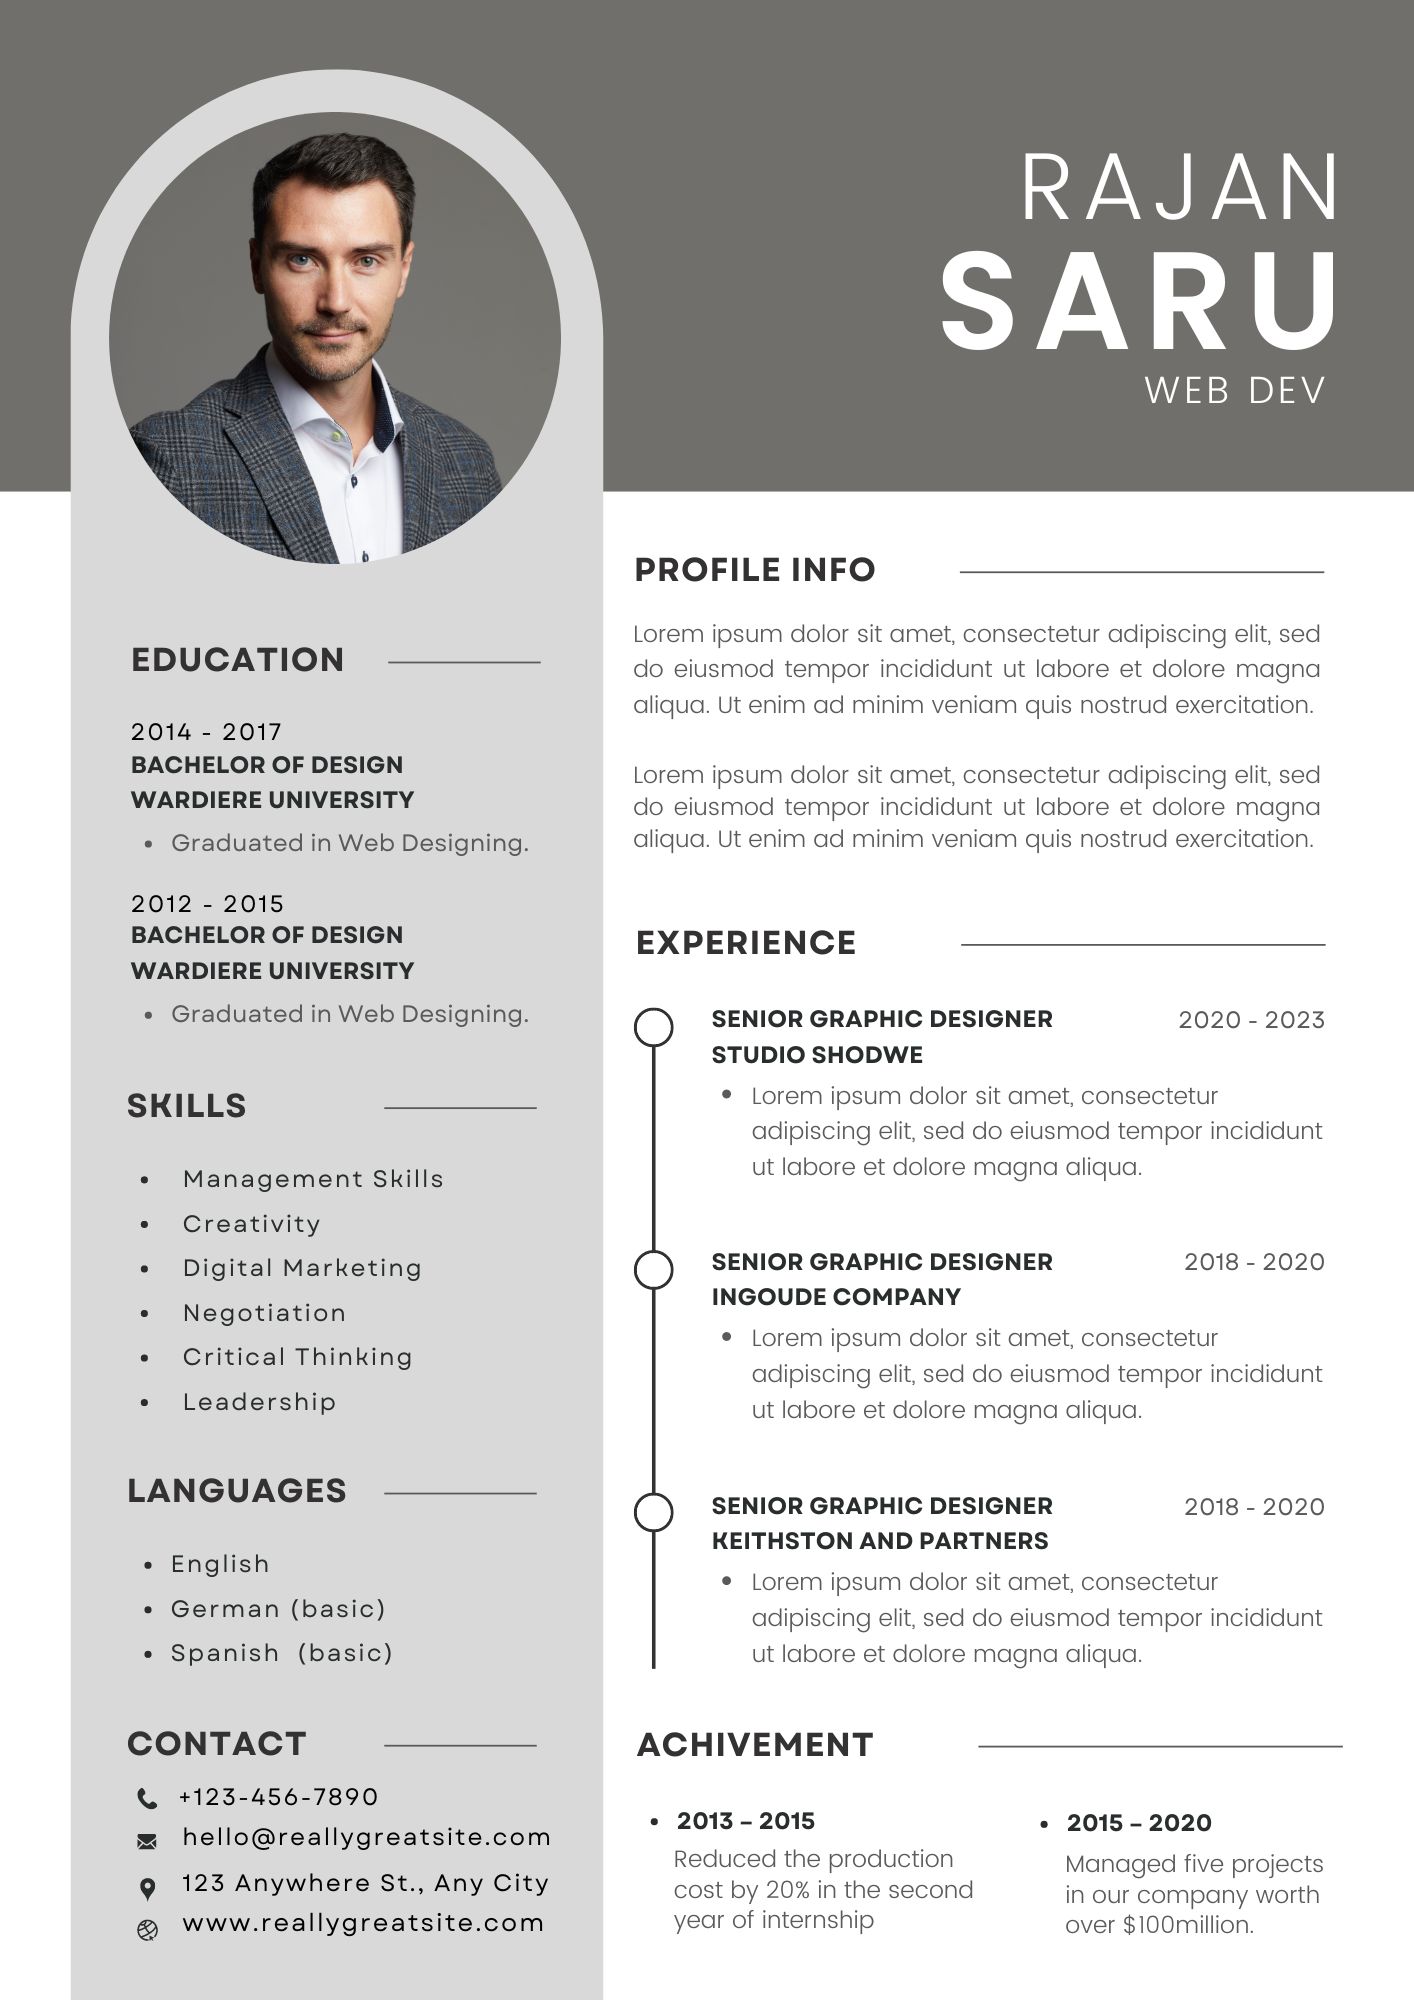 RAJAN
SARU
WEB DEV
EDUCATION
2014 - 2017
BACHELOR OF DESIGN
WARDIERE UNIVERSITY
• Graduated in Web Designing.
2012 - 2015
BACHELOR OF DESIGN
WARDIERE UNIVERSITY
• Graduated in Web Designing.
SKILLS
• Management Skills
• Creativity
• Digital Marketing
• Negotiation
• Critical Thinking
• Leadership
LANGUAGES
• English
• German (basic)
• Spanish (basic)
CONTACT
+123-456-7890
hello@reallygreatsite.com
123 Anywhere St., Any City
www.reallygreatsite.com
PROFILE INFO
Lorem ipsum dolor sit amet, consectetur adipiscing elit, sed
do eiusmod tempor incididunt ut labore et dolore magna
aliqua. Ut enim ad minim veniam quis nostrud exercitation.
Lorem ipsum dolor sit amet, consectetur adipiscing elit, sed
do eiusmod tempor incididunt ut labore et dolore magna
aliqua. Ut enim ad minim veniam quis nostrud exercitation.
EXPERIENCE
SENIOR GRAPHIC DESIGNER 2020 - 2023
STUDIO SHODWE
• Lorem ipsum dolor sit amet, consectetur
adipiscing elit, sed do eiusmod tempor incididunt
ut labore et dolore magna aliqua.
SENIOR GRAPHIC DESIGNER 2018 - 2020
INGOUDE COMPANY
• Lorem ipsum dolor sit amet, consectetur
adipiscing elit, sed do eiusmod tempor incididunt
ut labore et dolore magna aliqua.
SENIOR GRAPHIC DESIGNER 2018 - 2020
KEITHSTON AND PARTNERS
• Lorem ipsum dolor sit amet, consectetur
adipiscing elit, sed do eiusmod tempor incididunt
ut labore et dolore magna aliqua.
ACHIVEMENT
• 2013 – 2015
Reduced the production
cost by 20% in the second
year of internship
• 2015 – 2020
Managed five projects
in our company worth
over $100million.